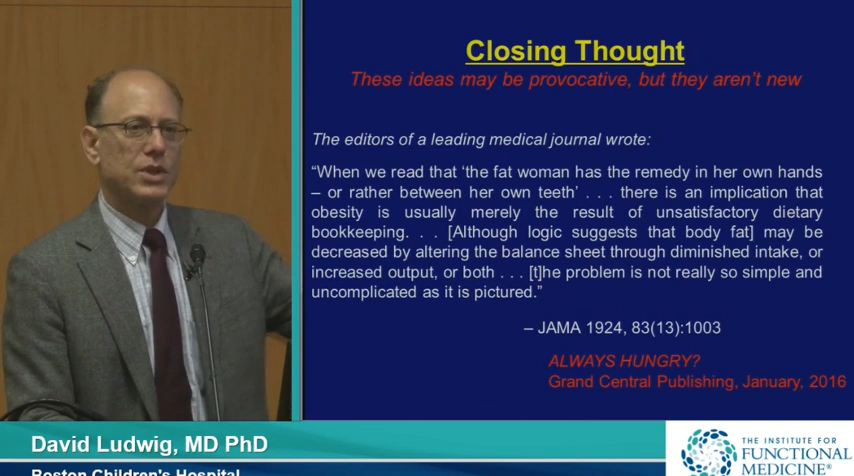 Closing Thought
These ideas may be provocative, but they aren't new
The editors of a leading medical journal wrote:
“When we read that ‘the fat woman has the remedy in her own hands
– or rather between her own teeth’ . . . there is an implication that
obesity is usually merely the result of unsatisfactory dietary
bookkeeping. . . [Although logic suggests that body fat] may be
decreased by altering the balance sheet through diminished intake, or
increased output, or both . . . [t]he problem is not really so simple and
uncomplicated as it is pictured.”
– JAMA 1924, 83(13):1003
ALWAYS HUNGRY?
Grand Central Publishing, January, 2016
David Ludwig, MD PhD
Boston Children's Hospital
THE INSTITUTE FOR
FUNCTIONAL
MEDICINE®